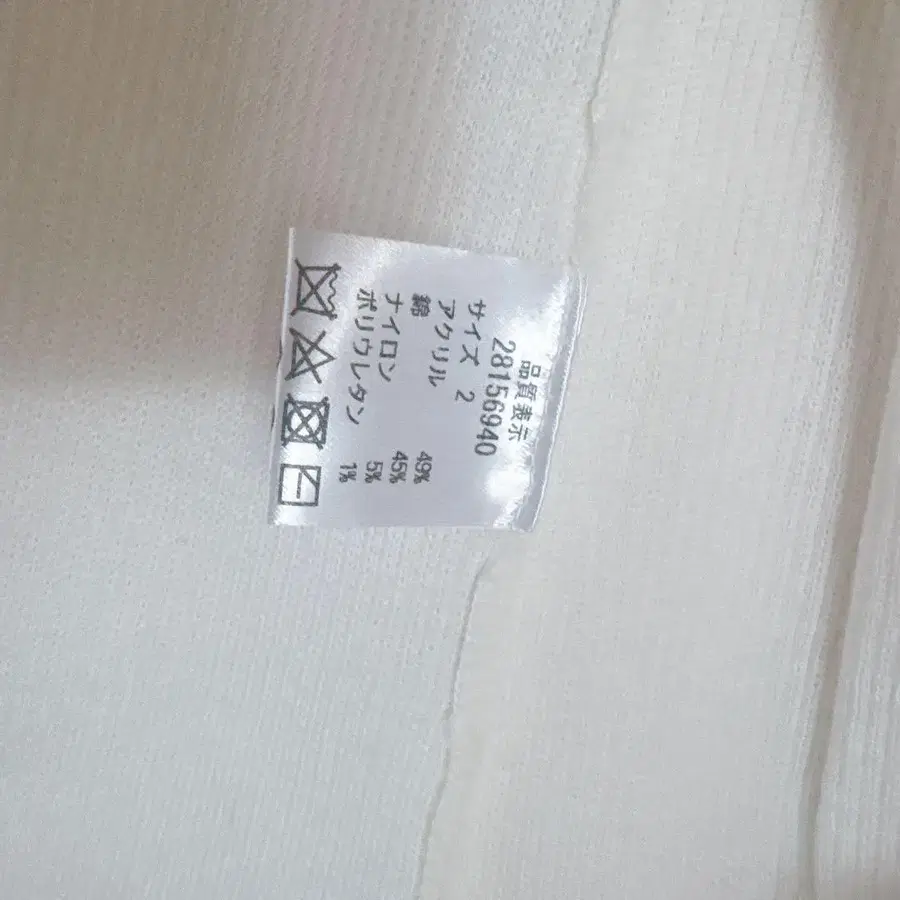 品質表示
28156940
サイズ 2
アクリル 49%
綿 45%
ナイロン 5%
ポリウレタン 1%